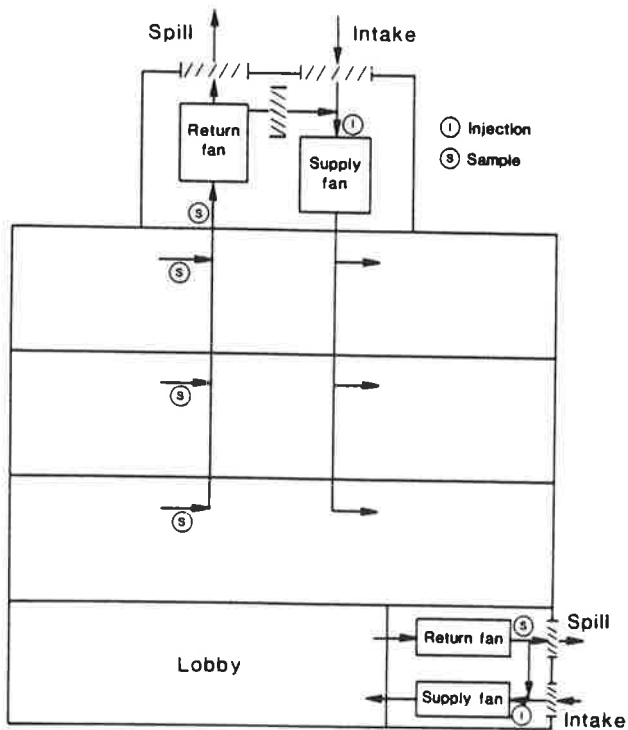 Spill
Intake
Return
fan
I
I Injection
S Sample
Supply
fan
S
S
S
S
Lobby
Return fan
S
Spill
Supply fan
I
Intake